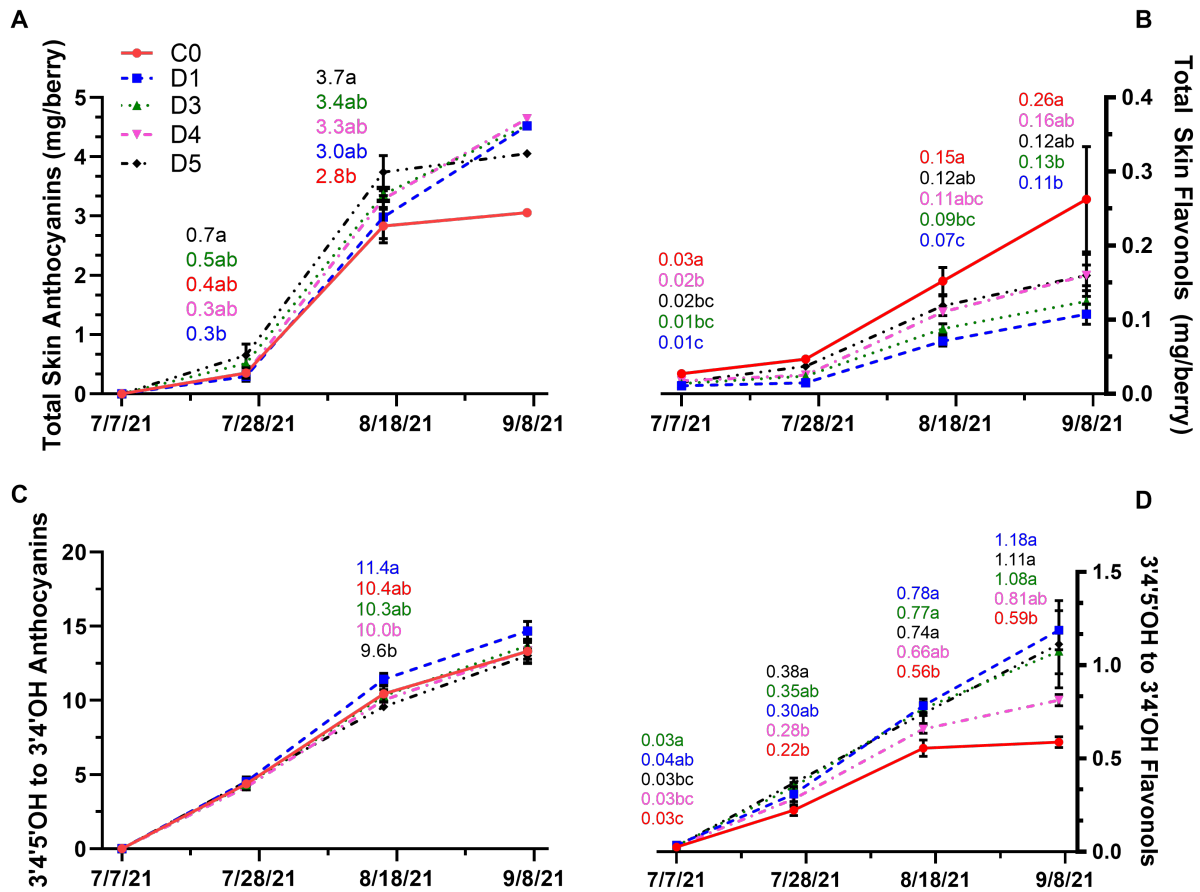 A
C0
D1
D3
D4
D5
Total Skin Anthocyanins (mg/berry)
5
4
3
2
1
0
3.7a
3.4ab
3.3ab
3.0ab
2.8b
0.7a
0.5ab
0.4ab
0.3ab
0.3b
7/7/21
7/28/21
8/18/21
9/8/21
B
Total Skin Flavonols (mg/berry)
0.4
0.3
0.2
0.1
0.0
0.26a
0.16ab
0.12ab
0.13b
0.11b
0.15a
0.12ab
0.11abc
0.09bc
0.07c
0.03a
0.02b
0.02bc
0.01bc
0.01c
7/7/21
7/28/21
8/18/21
9/8/21
C
3'4'5'OH to 3'4'OH Anthocyanins
20
15
10
5
0
11.4a
10.4ab
10.3ab
10.0b
9.6b
7/7/21
7/28/21
8/18/21
9/8/21
D
3'4'5'OH to 3'4'OH Flavonols
1.5
1.0
0.5
0.0
1.18a
1.11a
1.08a
0.81ab
0.59b
0.78a
0.77a
0.74a
0.66ab
0.56b
0.38a
0.35ab
0.30ab
0.28b
0.22b
0.03a
0.04ab
0.03bc
0.03bc
0.03c
7/7/21
7/28/21
8/18/21
9/8/21